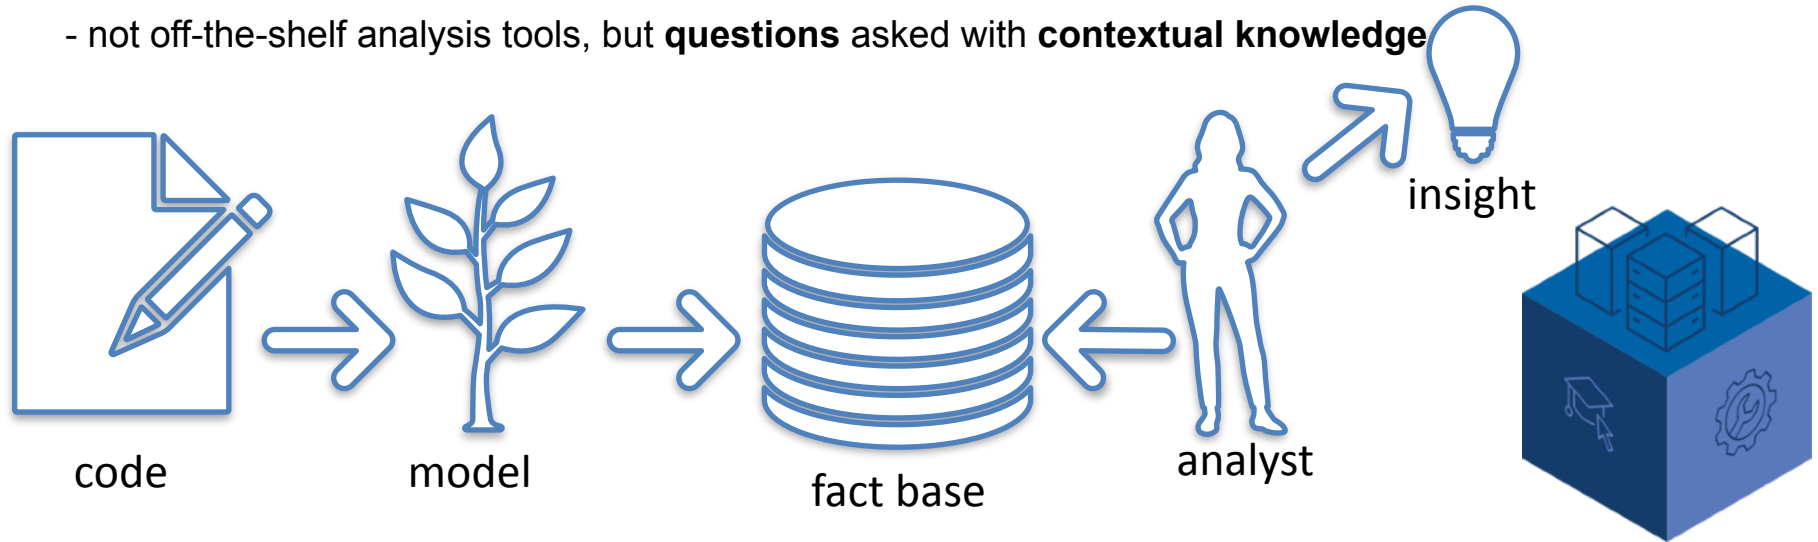 - not off-the-shelf analysis tools, but questions asked with contextual knowledge
insight
code
model
fact base
analyst